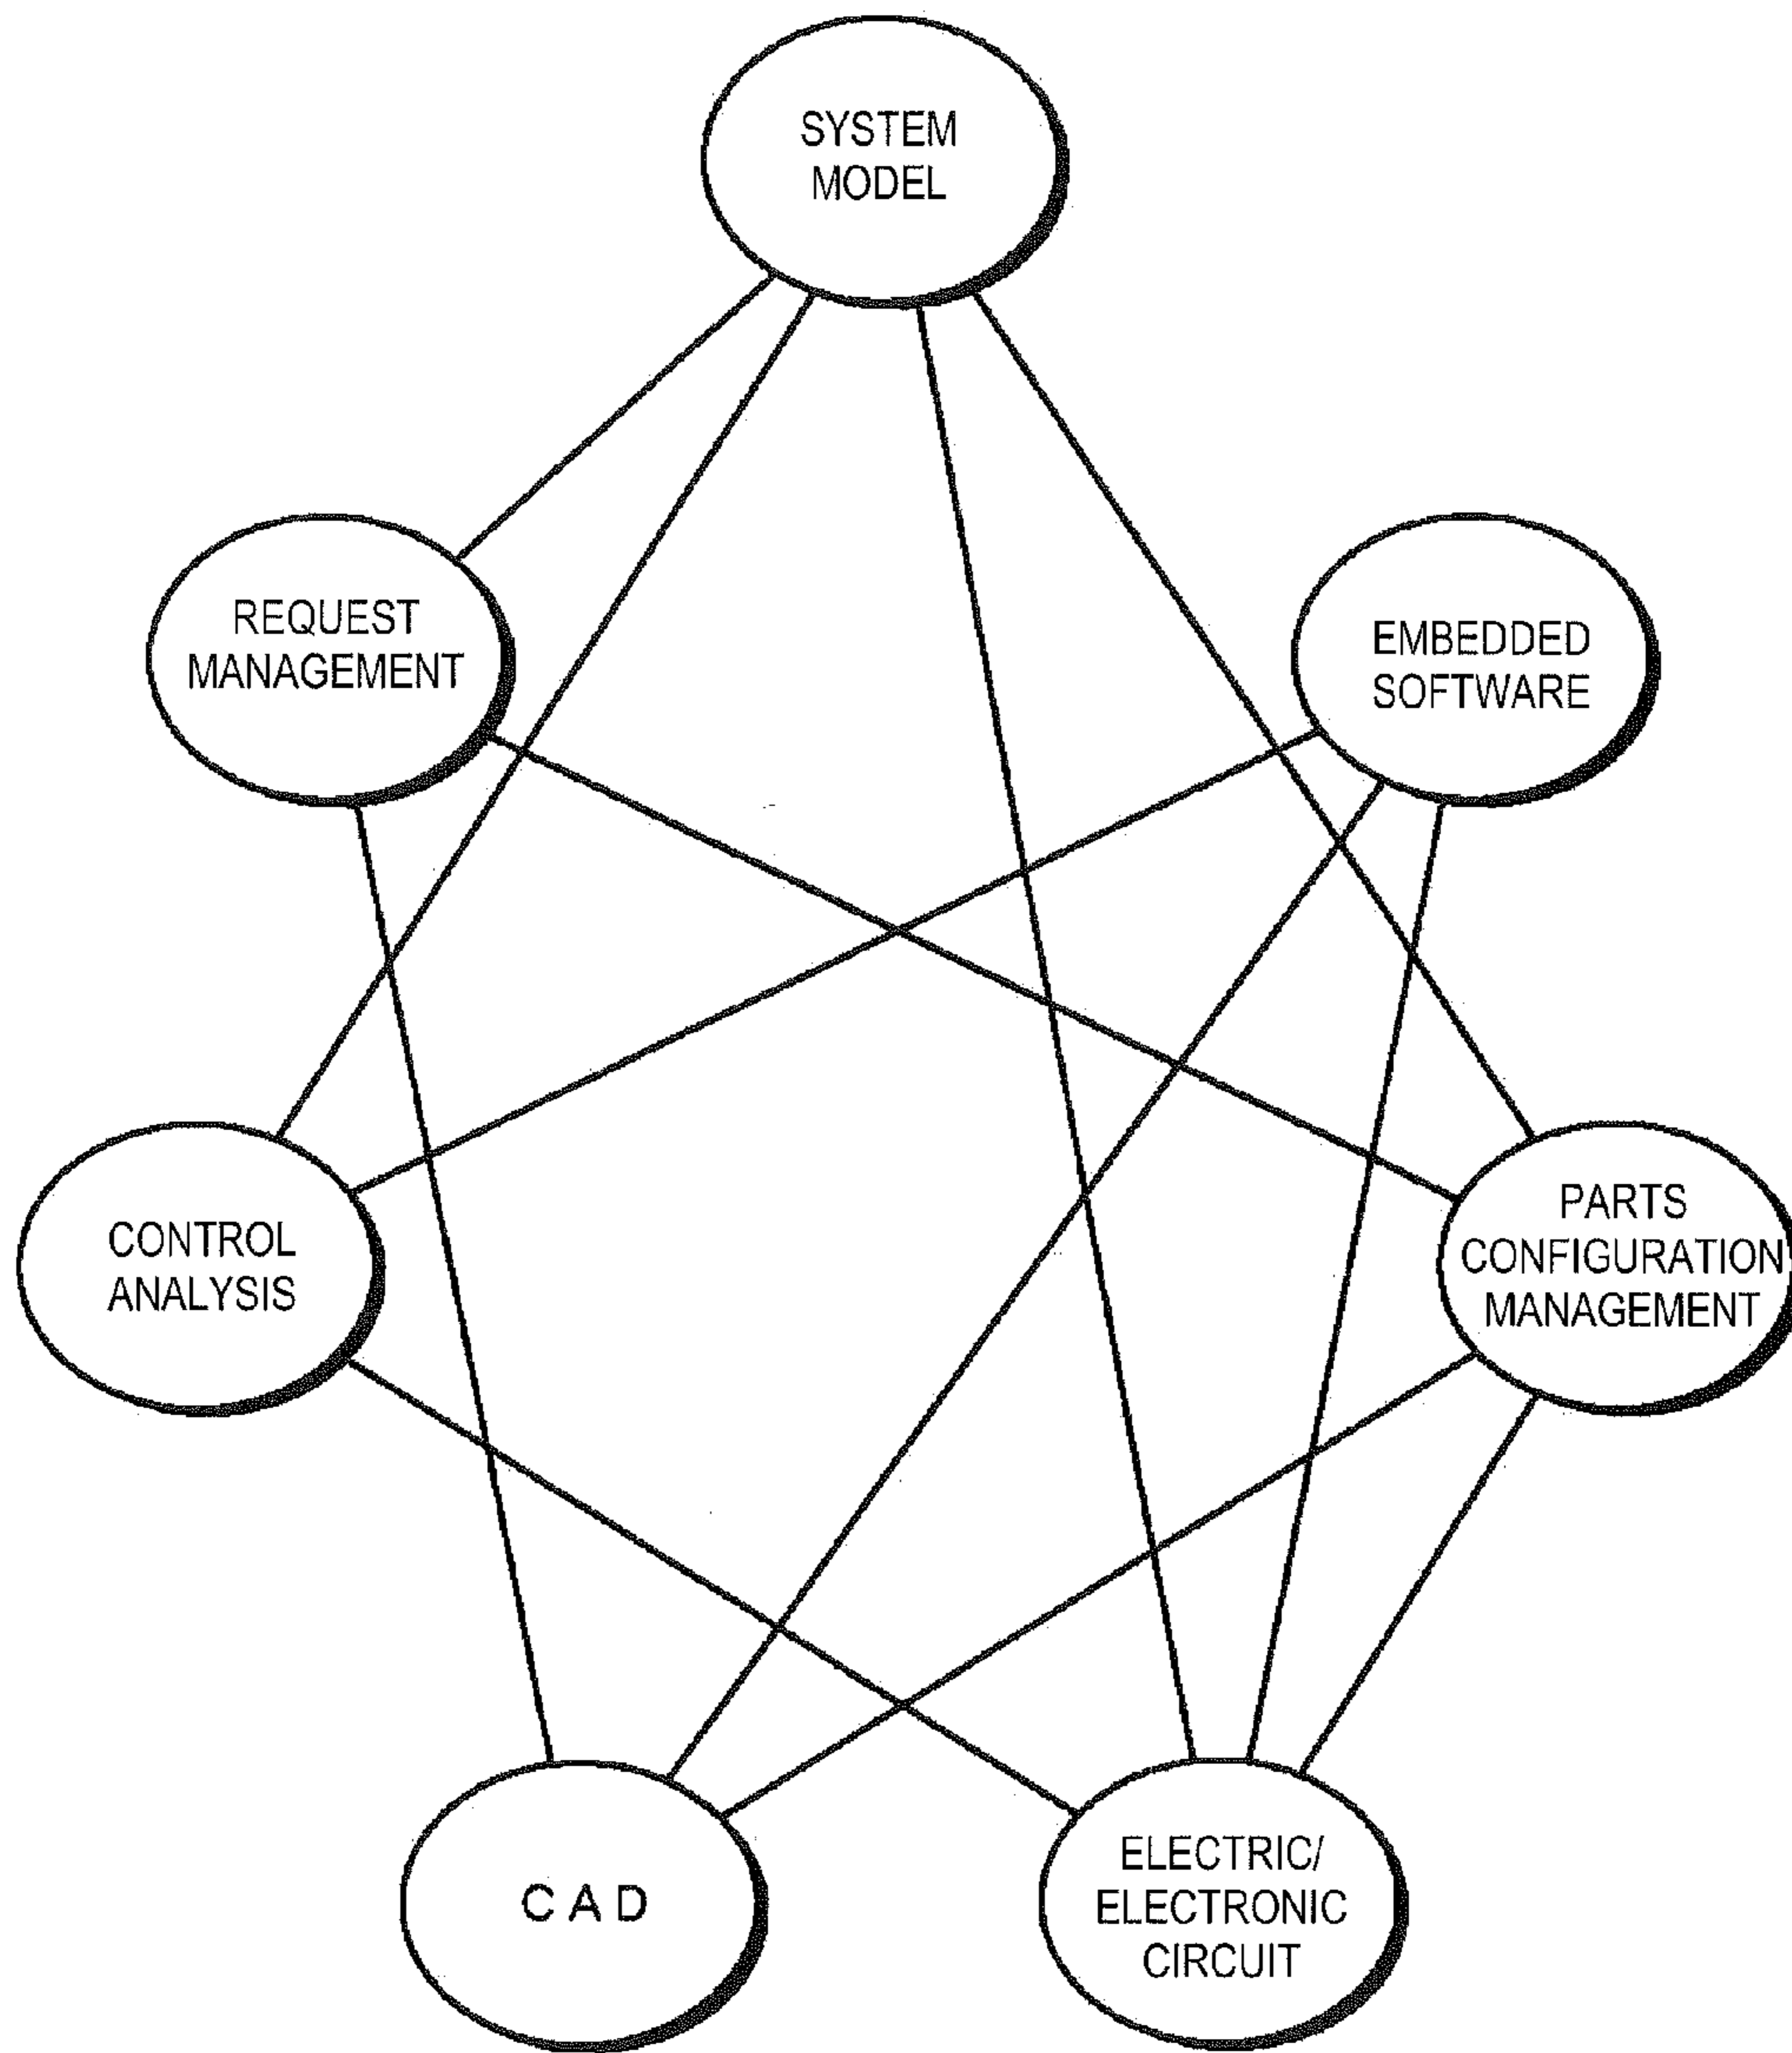 SYSTEM
MODEL
REQUEST
MANAGEMENT
EMBEDDED
SOFTWARE
CONTROL
ANALYSIS
PARTS
CONFIGURATION
MANAGEMENT
CAD
ELECTRIC/
ELECTRONIC
CIRCUIT